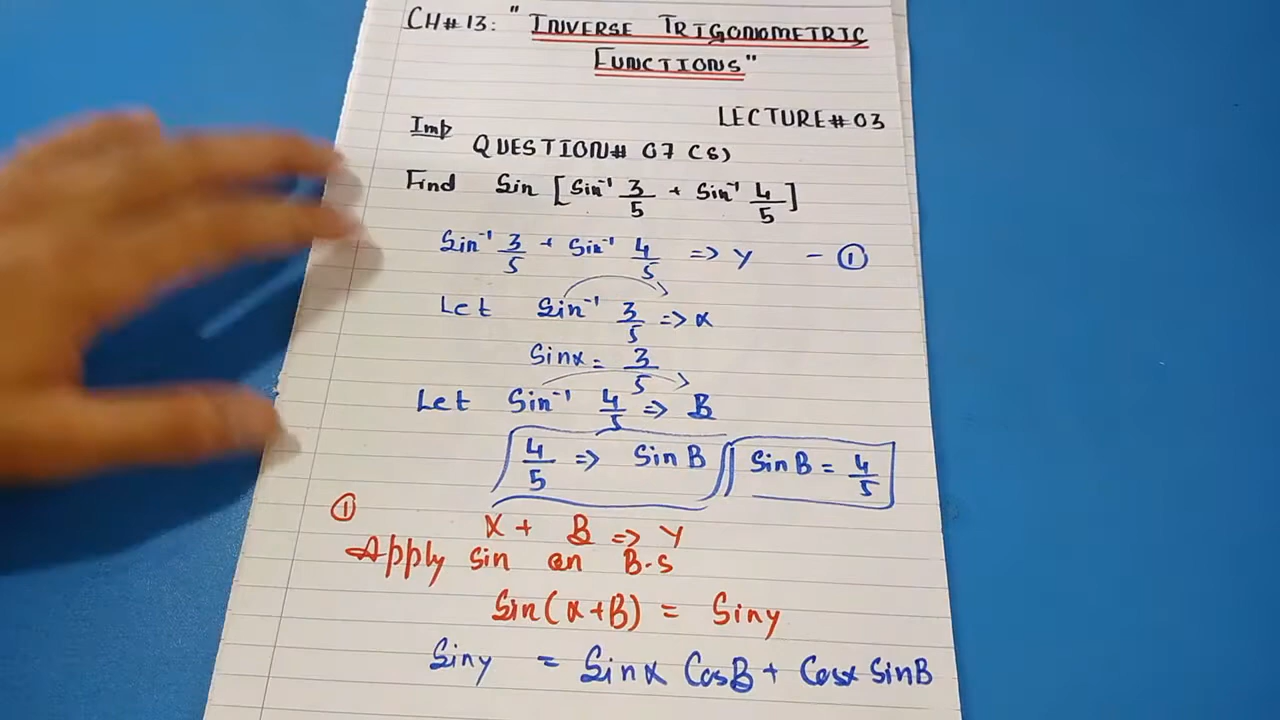 CH# 13: "INVERSE TRIGONOMETRIC
FUNCTIONS"
LECTURE# 03
Imp
QUESTION# 07 (8)
Find Sin [Sin⁻¹ 3/5 + Sin⁻¹ 4/5]
Sin⁻¹ 3/5 + Sin⁻¹ 4/5 => y - ①
Let Sin⁻¹ 3/5 => α
Sinα = 3/5
Let Sin⁻¹ 4/5 => B
4/5 => Sin B Sin B = 4/5
① α + B => y
Apply sin on B.S
Sin(α+B) = Siny
Siny = Sinα CosB + Cosα SinB